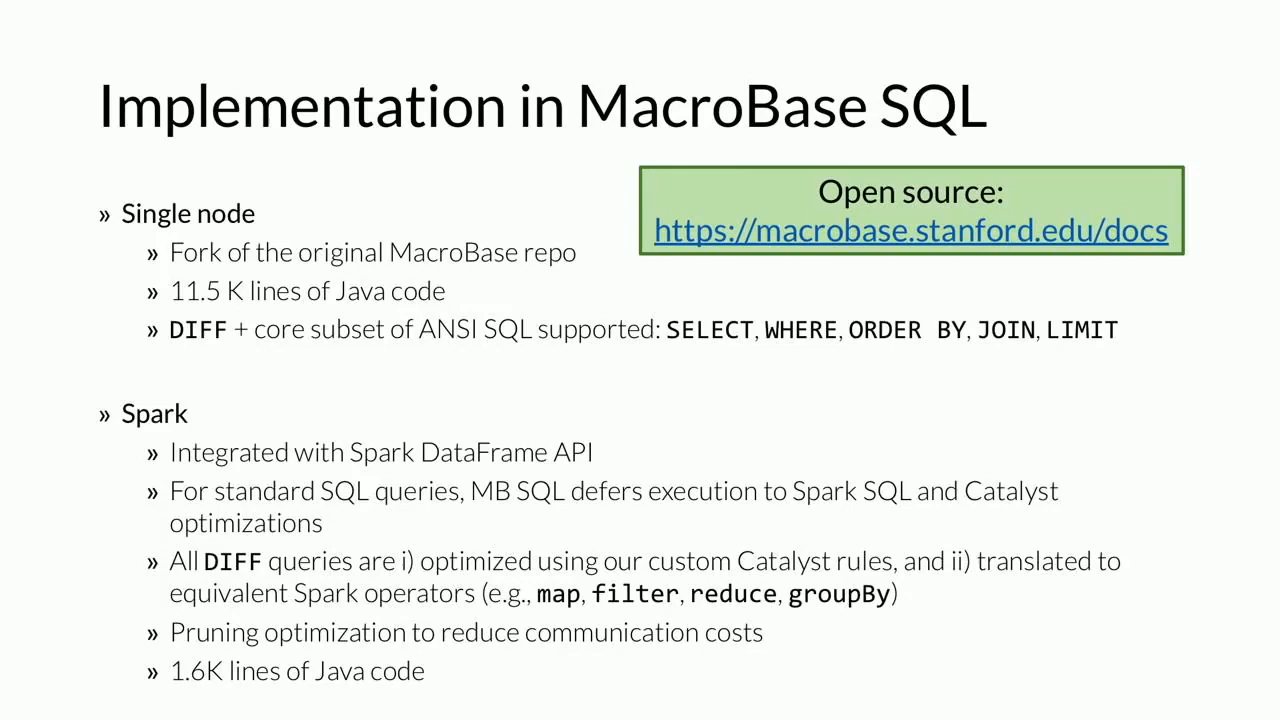 Implementation in MacroBase SQL
Open source:
https://macrobase.stanford.edu/docs
» Single node
» Fork of the original MacroBase repo
» 11.5 K lines of Java code
» DIFF + core subset of ANSI SQL supported: SELECT, WHERE, ORDER BY, JOIN, LIMIT
» Spark
» Integrated with Spark DataFrame API
» For standard SQL queries, MB SQL defers execution to Spark SQL and Catalyst
optimizations
» All DIFF queries are i) optimized using our custom Catalyst rules, and ii) translated to
equivalent Spark operators (e.g., map, filter, reduce, groupBy)
» Pruning optimization to reduce communication costs
» 1.6K lines of Java code